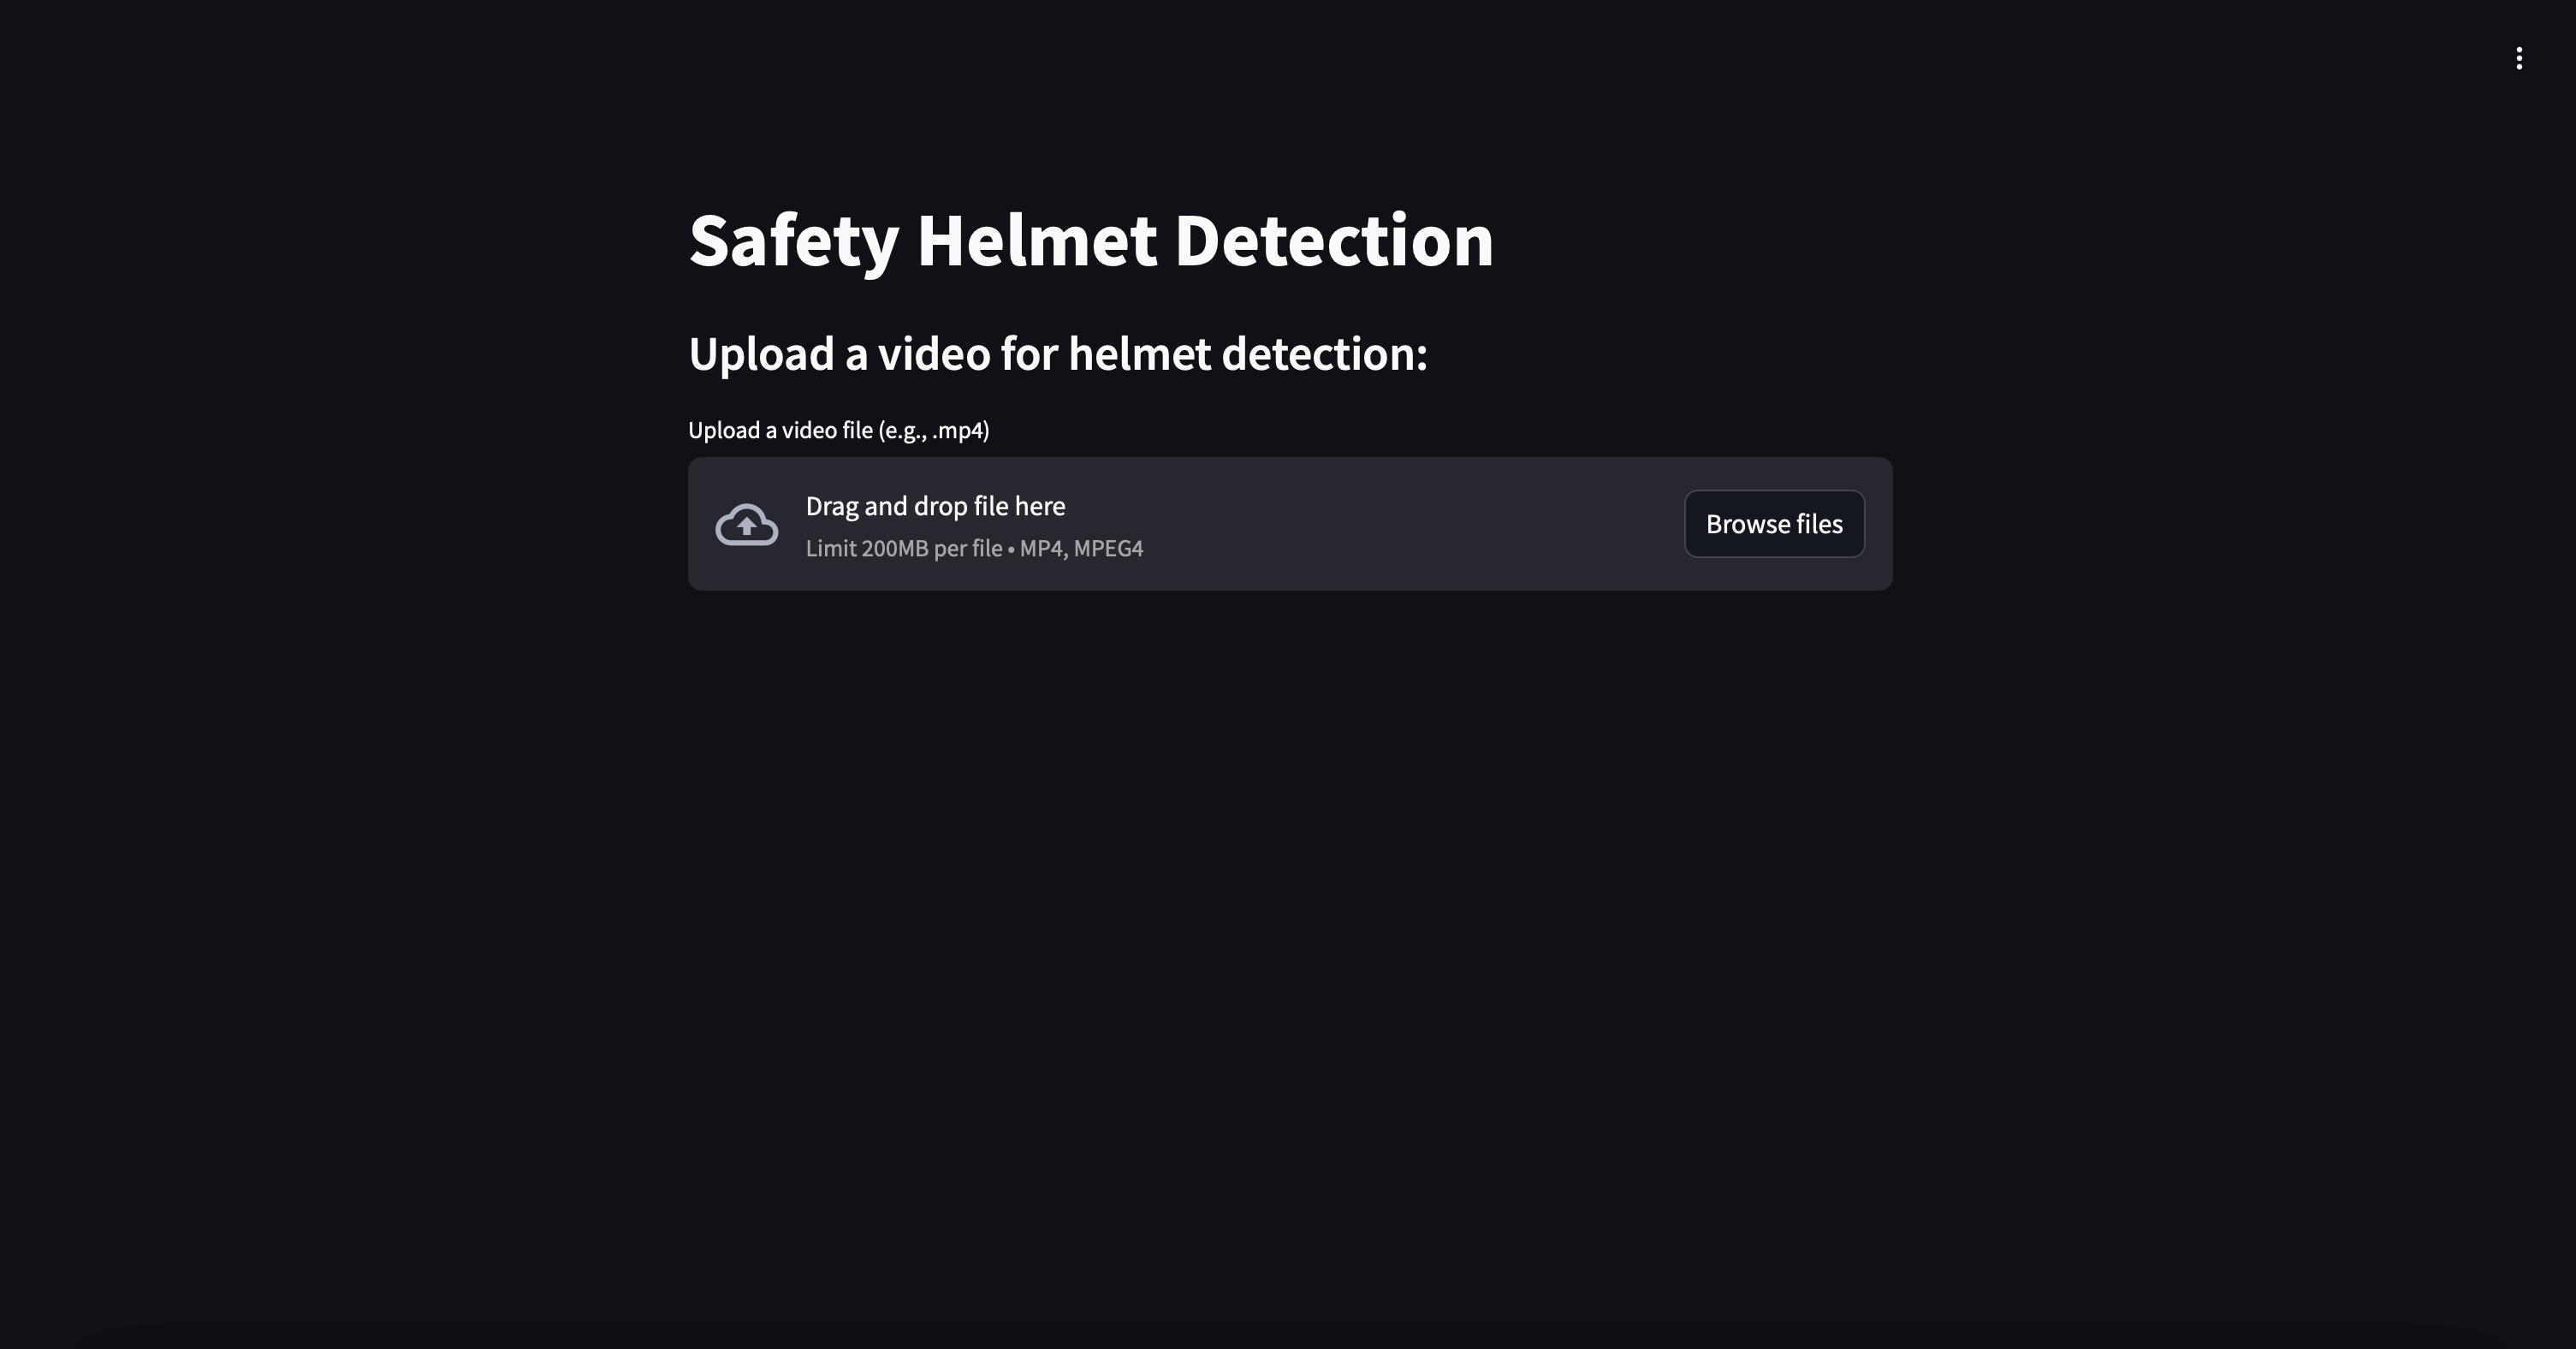 Safety Helmet Detection
Upload a video for helmet detection:
Upload a video file (e.g., .mp4)
Drag and drop file here
Limit 200MB per file • MP4, MPEG4
Browse files